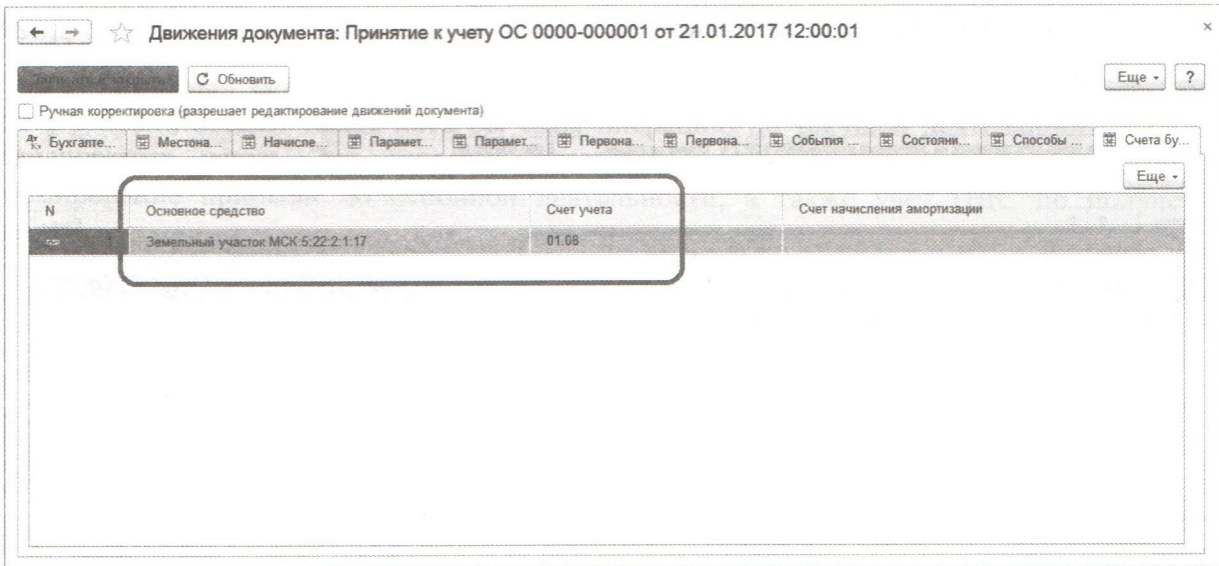 ← → ☆ Движения документа: Принятие к учету ОС 0000-000001 от 21.01.2017 12:00:01 ×
Записать и закрыть Обновить Еще ?
Ручная корректировка (разрешает редактирование движений документа)
Бухгалте... Местона... Начисле... Парамет... Парамет... Первона... Первона... События ... Состояни... Способы ... Счета бу...
Еще
N Основное средство Счет учета Счет начисления амортизации
1 Земельный участок МСК 5:22:2:1:17 01.08